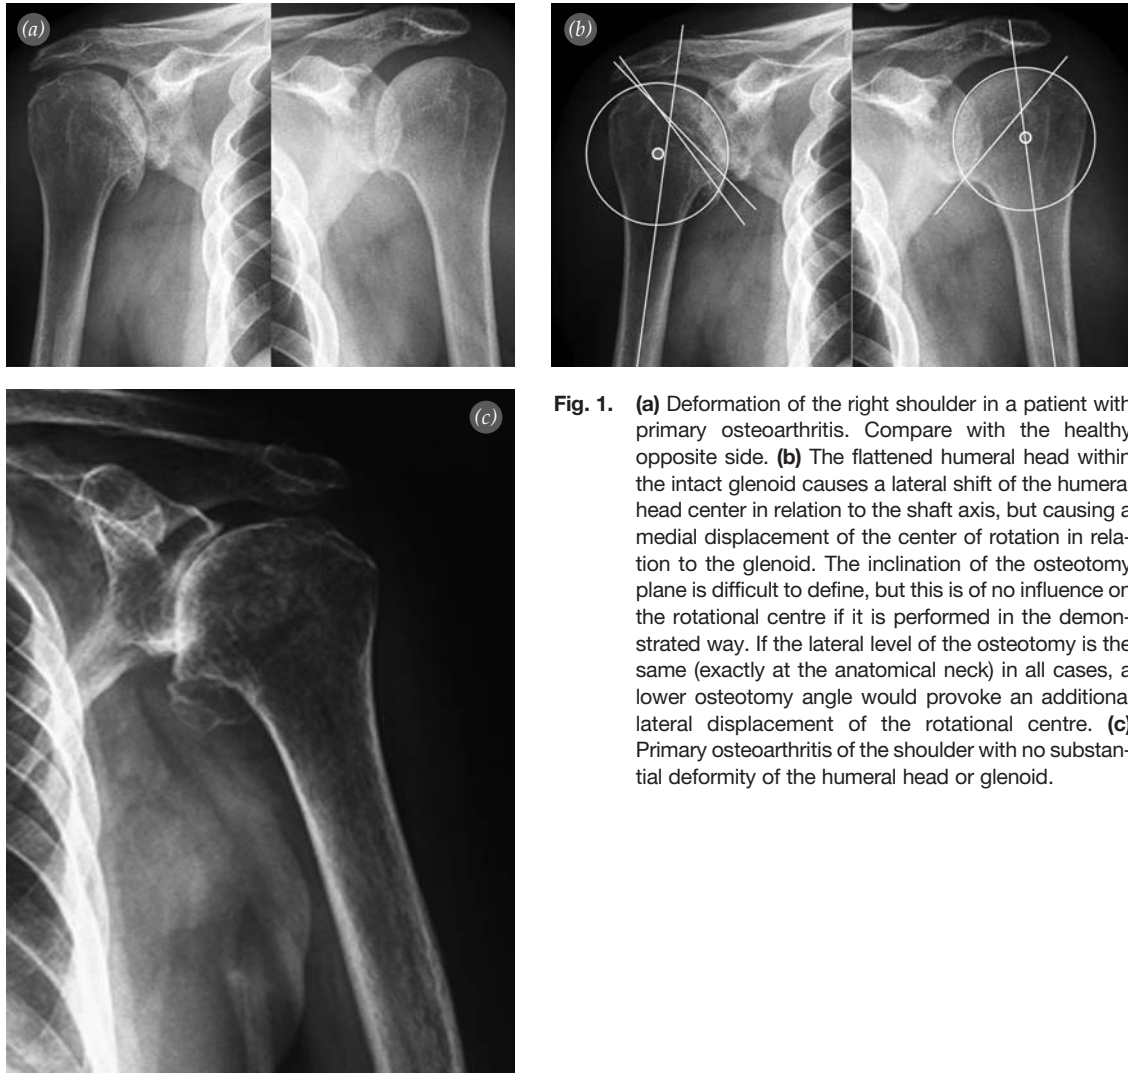 (a)
(b)
(c)
Fig. 1. (a) Deformation of the right shoulder in a patient with
primary osteoarthritis. Compare with the healthy
opposite side. (b) The flattened humeral head within
the intact glenoid causes a lateral shift of the humera
head center in relation to the shaft axis, but causing a
medial displacement of the center of rotation in rela-
tion to the glenoid. The inclination of the osteotomy
plane is difficult to define, but this is of no influence on
the rotational centre if it is performed in the demon-
strated way. If the lateral level of the osteotomy is the
same (exactly at the anatomical neck) in all cases, a
lower osteotomy angle would provoke an additiona
lateral displacement of the rotational centre. (c)
Primary osteoarthritis of the shoulder with no substan-
tial deformity of the humeral head or glenoid.